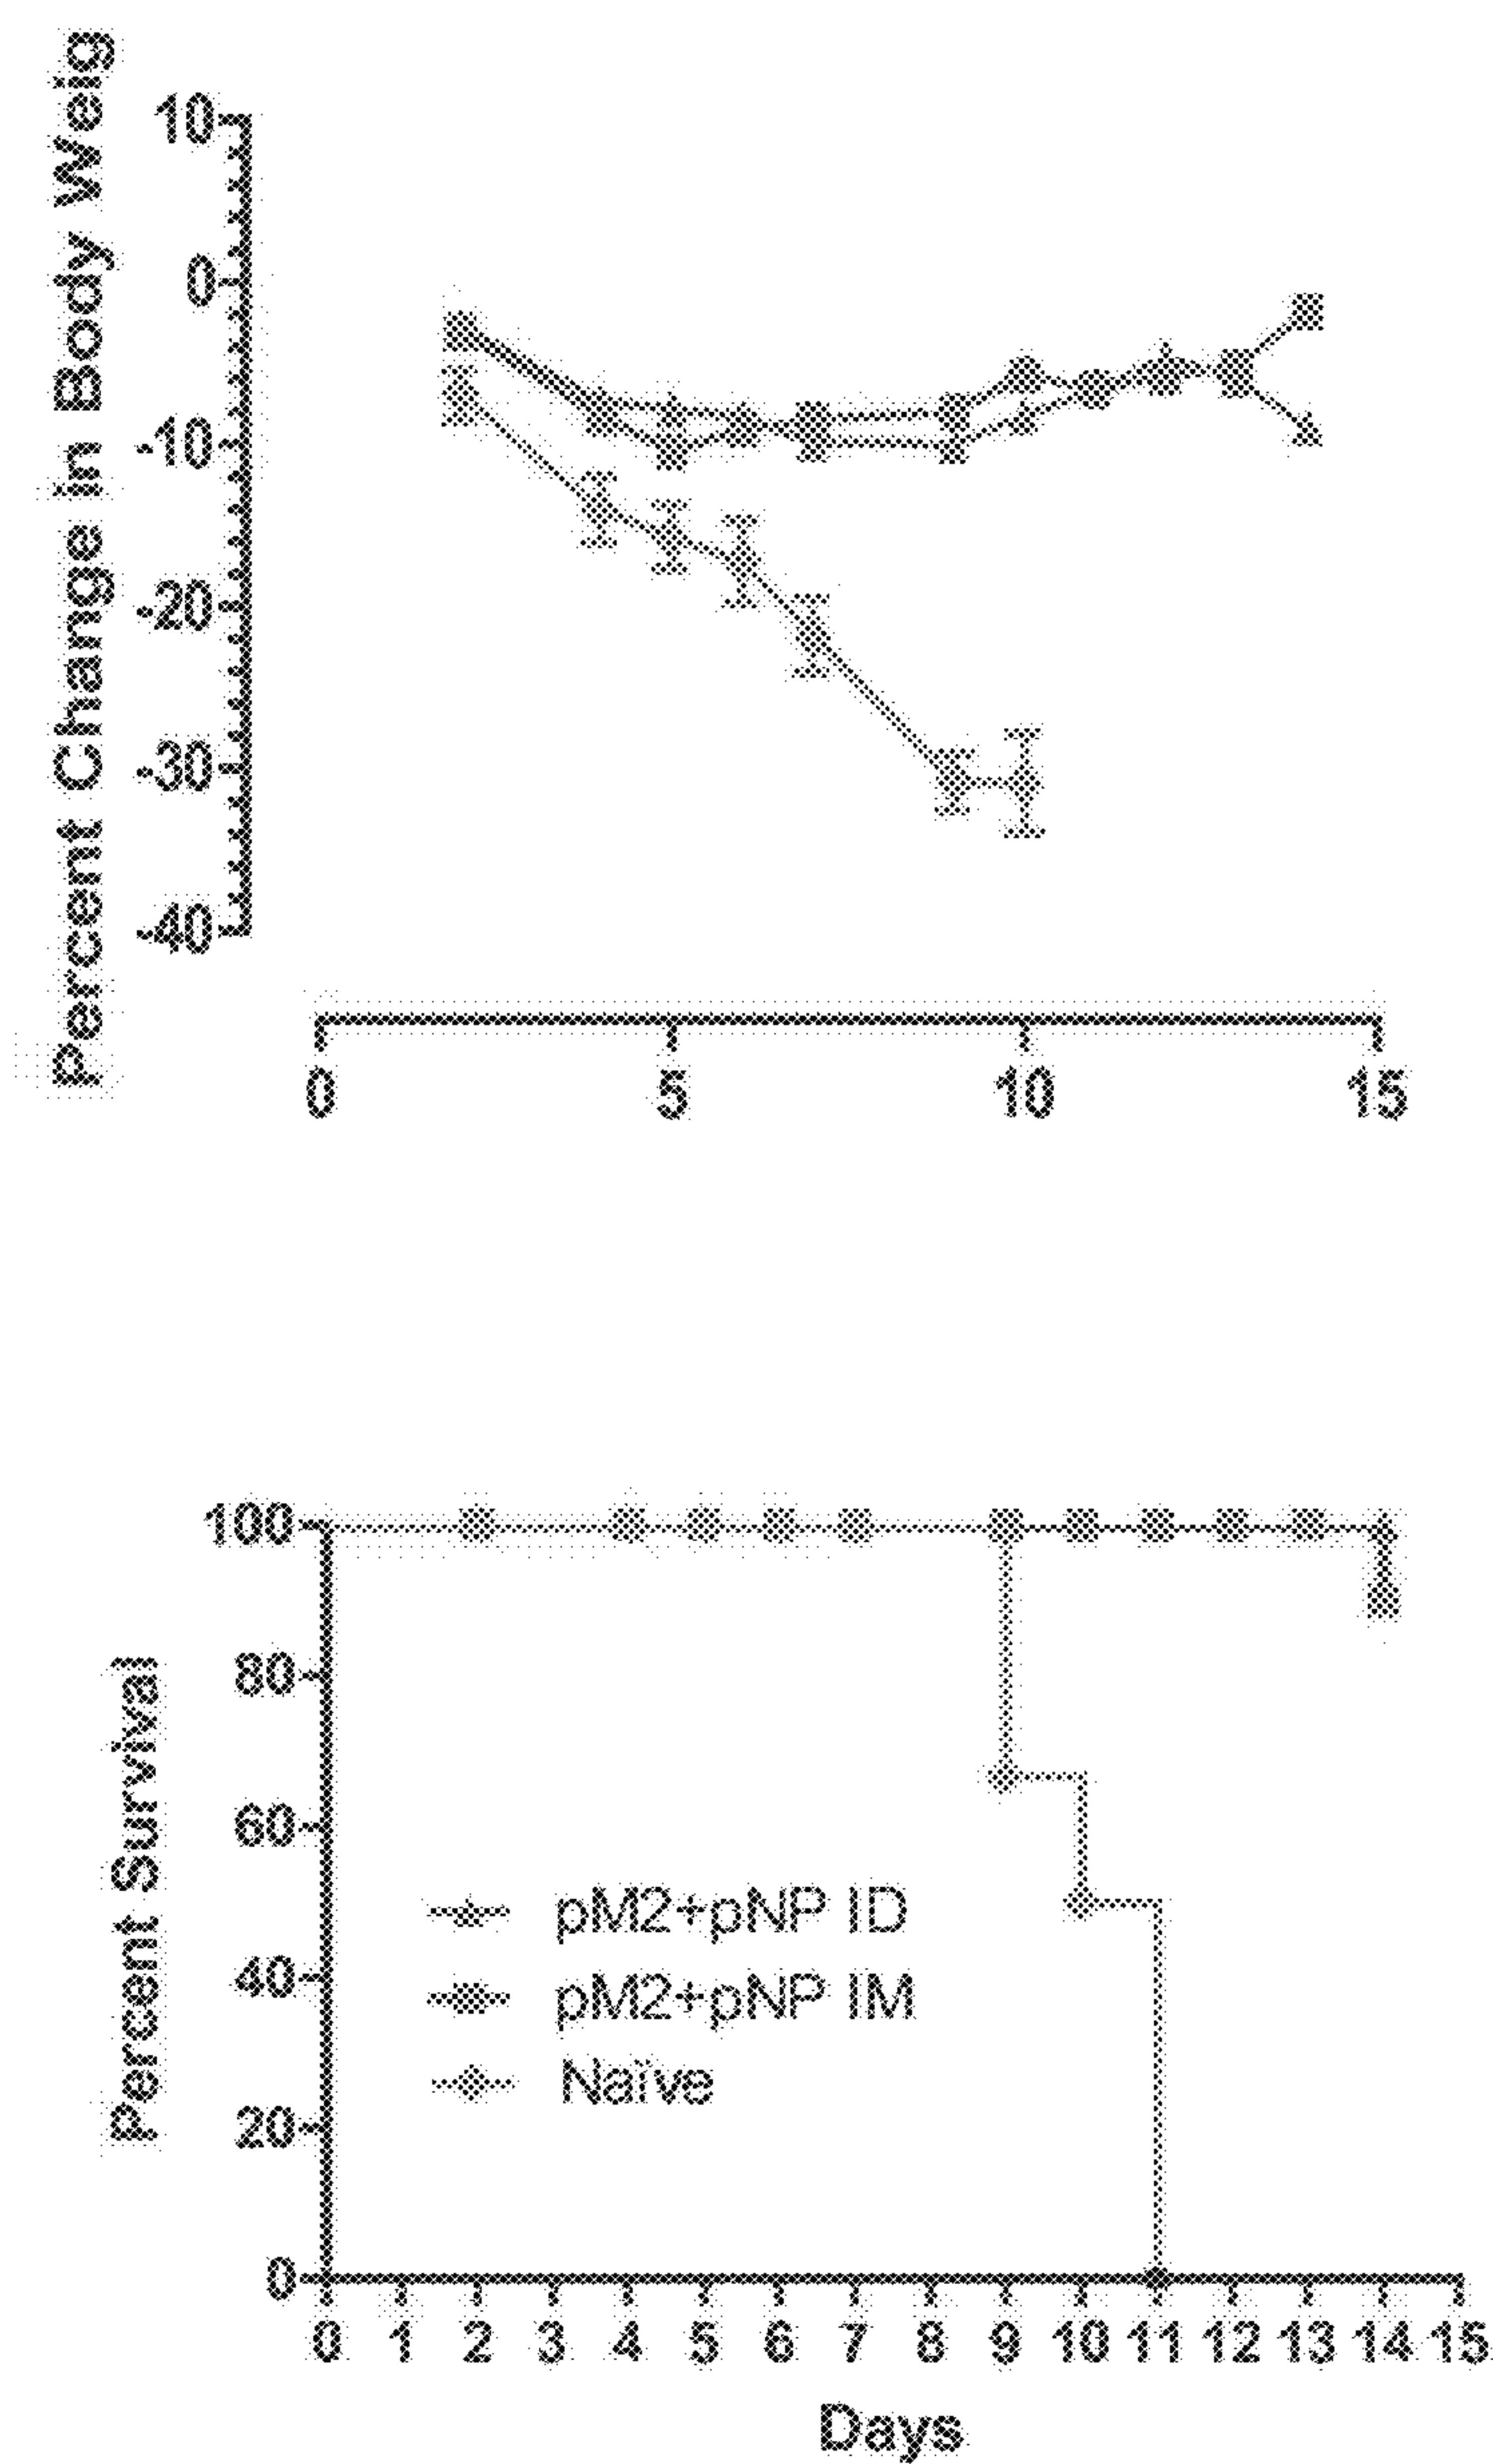 Percent Change in Body Weig
10
0
-10
-20
-30
-40
0 5 10 15
Percent Survival
100
80
60
40
20
0
pM2+pNP ID
pM2+pNP IM
Naïve
0 1 2 3 4 5 6 7 8 9 10 11 12 13 14 15
Days